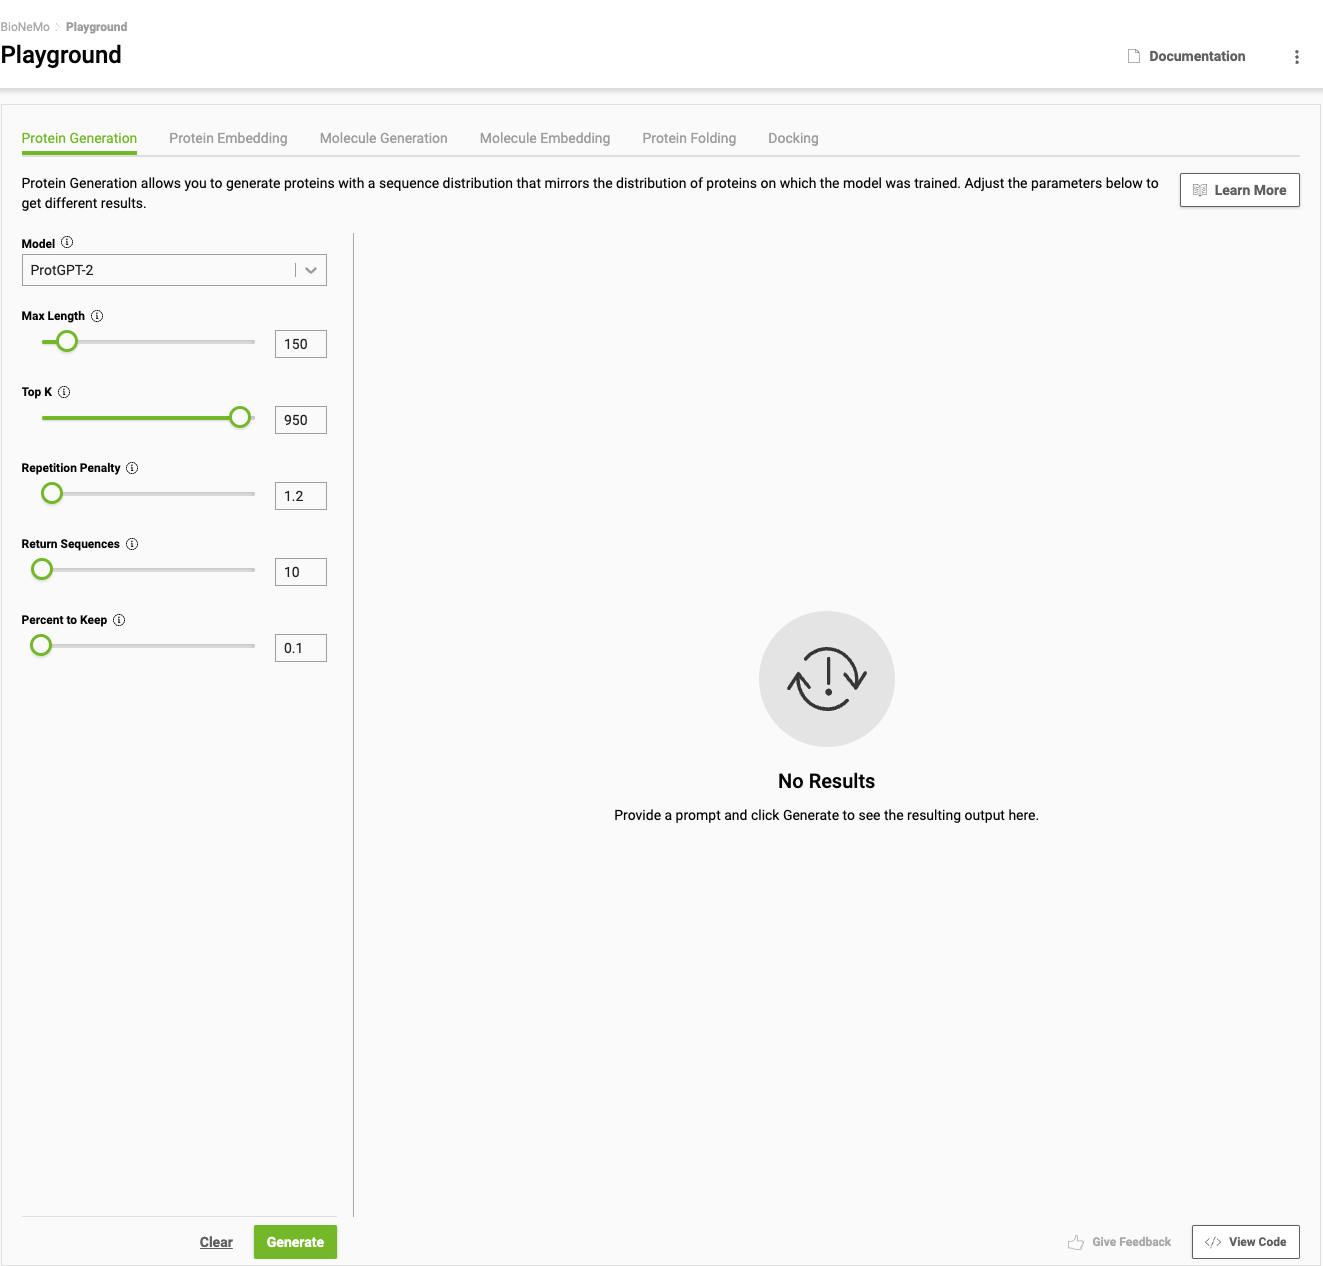 BioNeMo > Playground
Playground
Documentation
Protein Generation Protein Embedding Molecule Generation Molecule Embedding Protein Folding Docking
Protein Generation allows you to generate proteins with a sequence distribution that mirrors the distribution of proteins on which the model was trained. Adjust the parameters below to
get different results.
Learn More
Model
ProtGPT-2
Max Length
150
Top K
950
Repetition Penalty
1.2
Return Sequences
10
Percent to Keep
0.1
No Results
Provide a prompt and click Generate to see the resulting output here.
Clear Generate
Give Feedback </> View Code